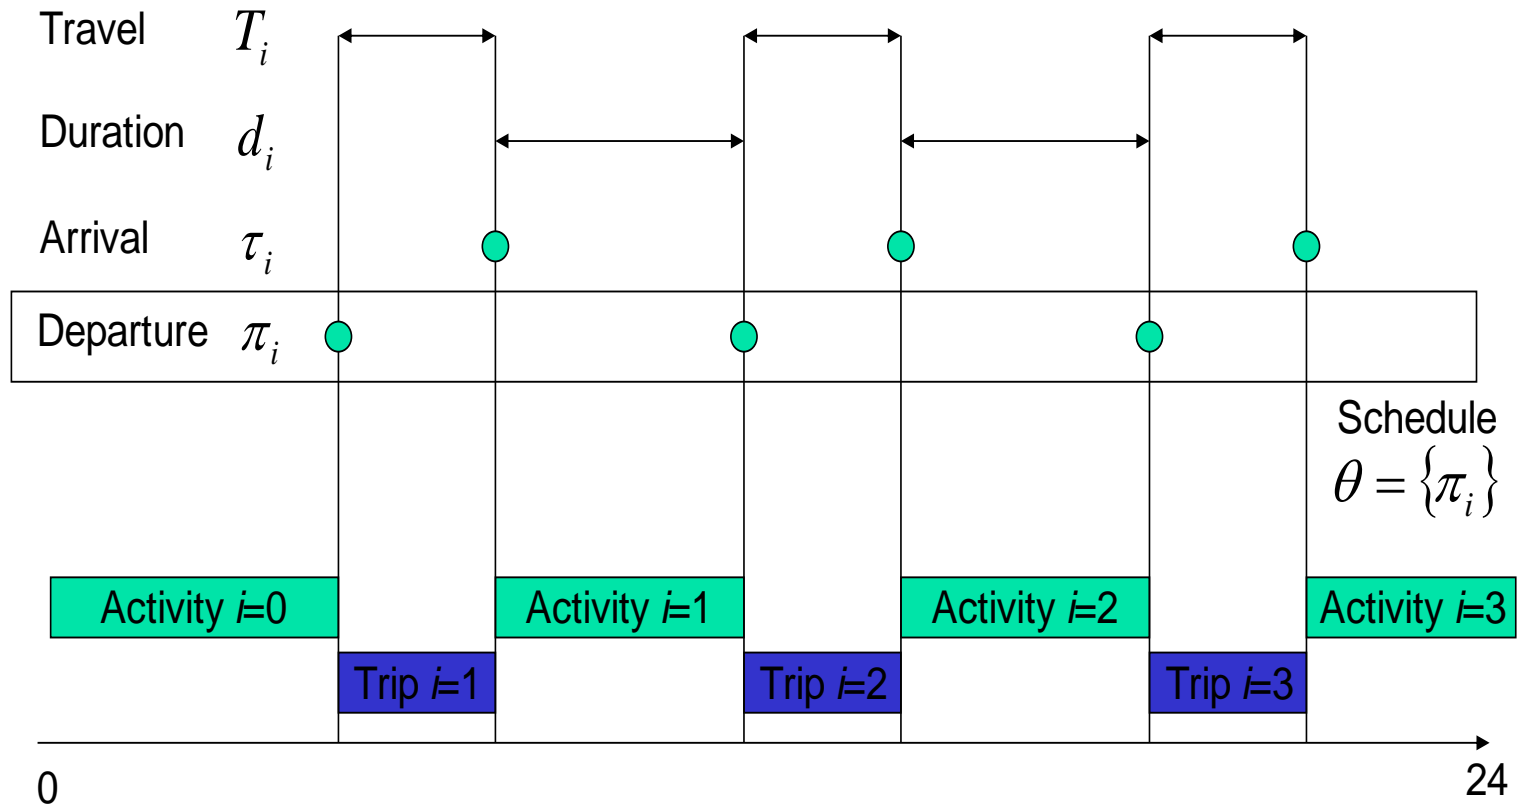 Travel T_i
Duration d_i
Arrival τ_i
Departure π_i
Schedule
θ = {π_i}
Activity i=0 Activity i=1 Activity i=2 Activity i=3
Trip i=1 Trip i=2 Trip i=3
0 24